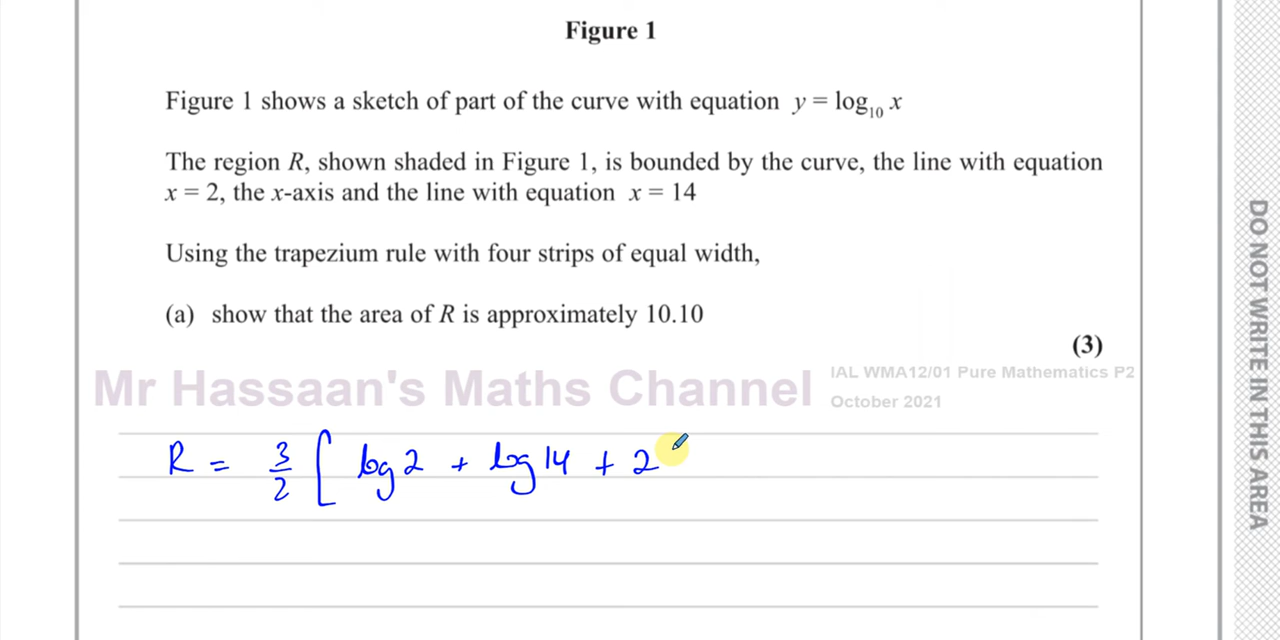 Figure 1
Figure 1 shows a sketch of part of the curve with equation y = log₁₀ x
The region R, shown shaded in Figure 1, is bounded by the curve, the line with equation
x = 2, the x-axis and the line with equation x = 14
Using the trapezium rule with four strips of equal width,
(a) show that the area of R is approximately 10.10
(3)
Mr Hassaan's Maths Channel
IAL WMA12/01 Pure Mathematics P2
October 2021
R = 3/2 [ log 2 + log 14 + 2
DO NOT WRITE IN THIS AREA